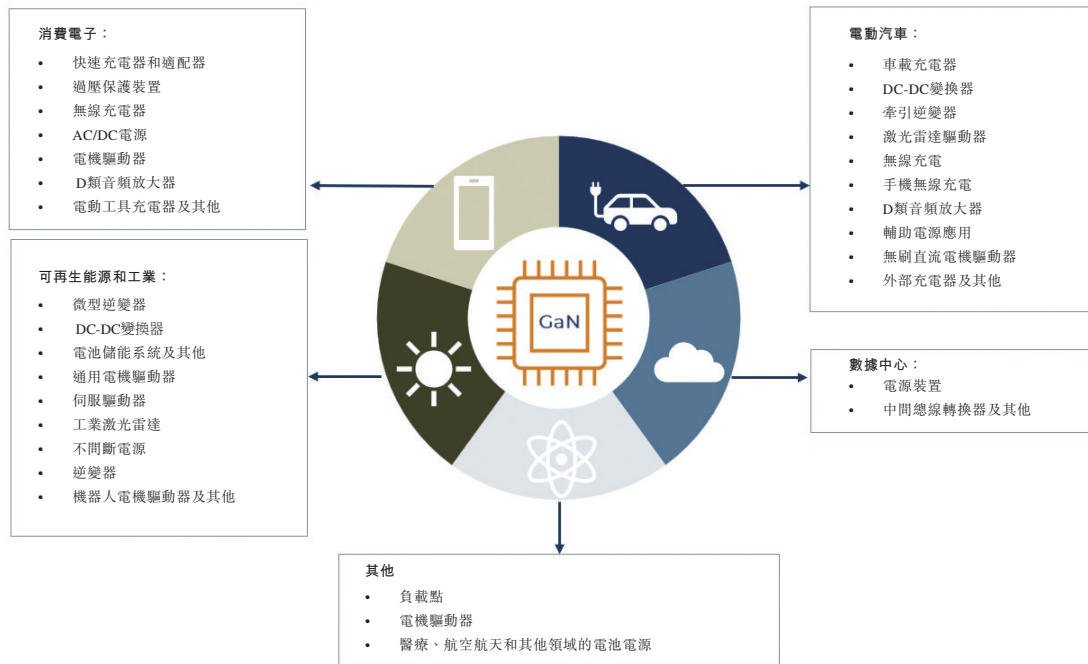 消費電子：
• 快速充電器和適配器
• 過壓保護裝置
• 無線充電器
• AC/DC電源
• 電機驅動器
• D類音頻放大器
• 電動工具充電器及其他
可再生能源和工業：
• 微型逆變器
• DC-DC變換器
• 電池儲能系統及其他
• 通用電機驅動器
• 伺服驅動器
• 工業激光雷達
• 不間斷電源
• 逆變器
• 機器人電機驅動器及其他
GaN
電動汽車：
• 車載充電器
• DC-DC變換器
• 牽引逆變器
• 激光雷達驅動器
• 無線充電
• 手機無線充電
• D類音頻放大器
• 輔助電源應用
• 無刷直流電機驅動器
• 外部充電器及其他
數據中心：
• 電源裝置
• 中間總線轉換器及其他
其他
• 負載點
• 電機驅動器
• 醫療、航空航天和其他領域的電池電源